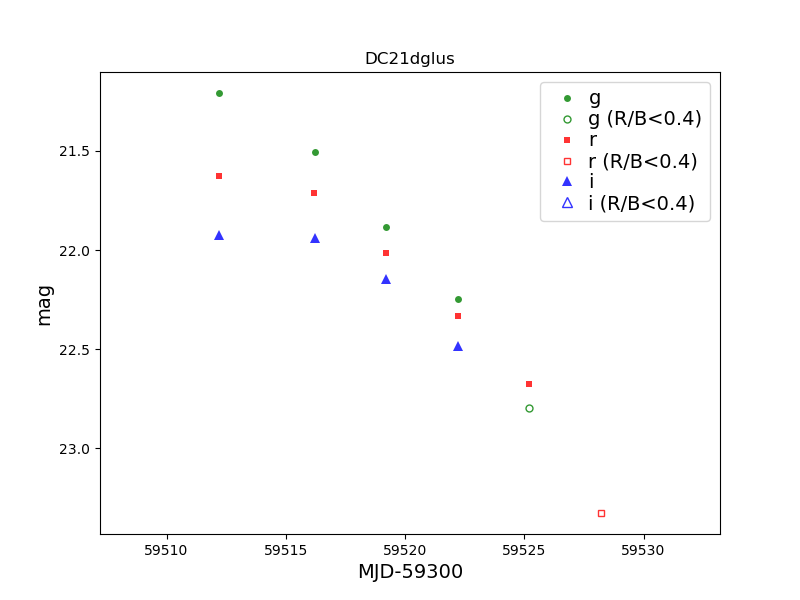 DC21dglus
g
g (R/B<0.4)
r
r (R/B<0.4)
i
i (R/B<0.4)
21.5
22.0
22.5
23.0
mag
59510
59515
59520
59525
59530
MJD-59300